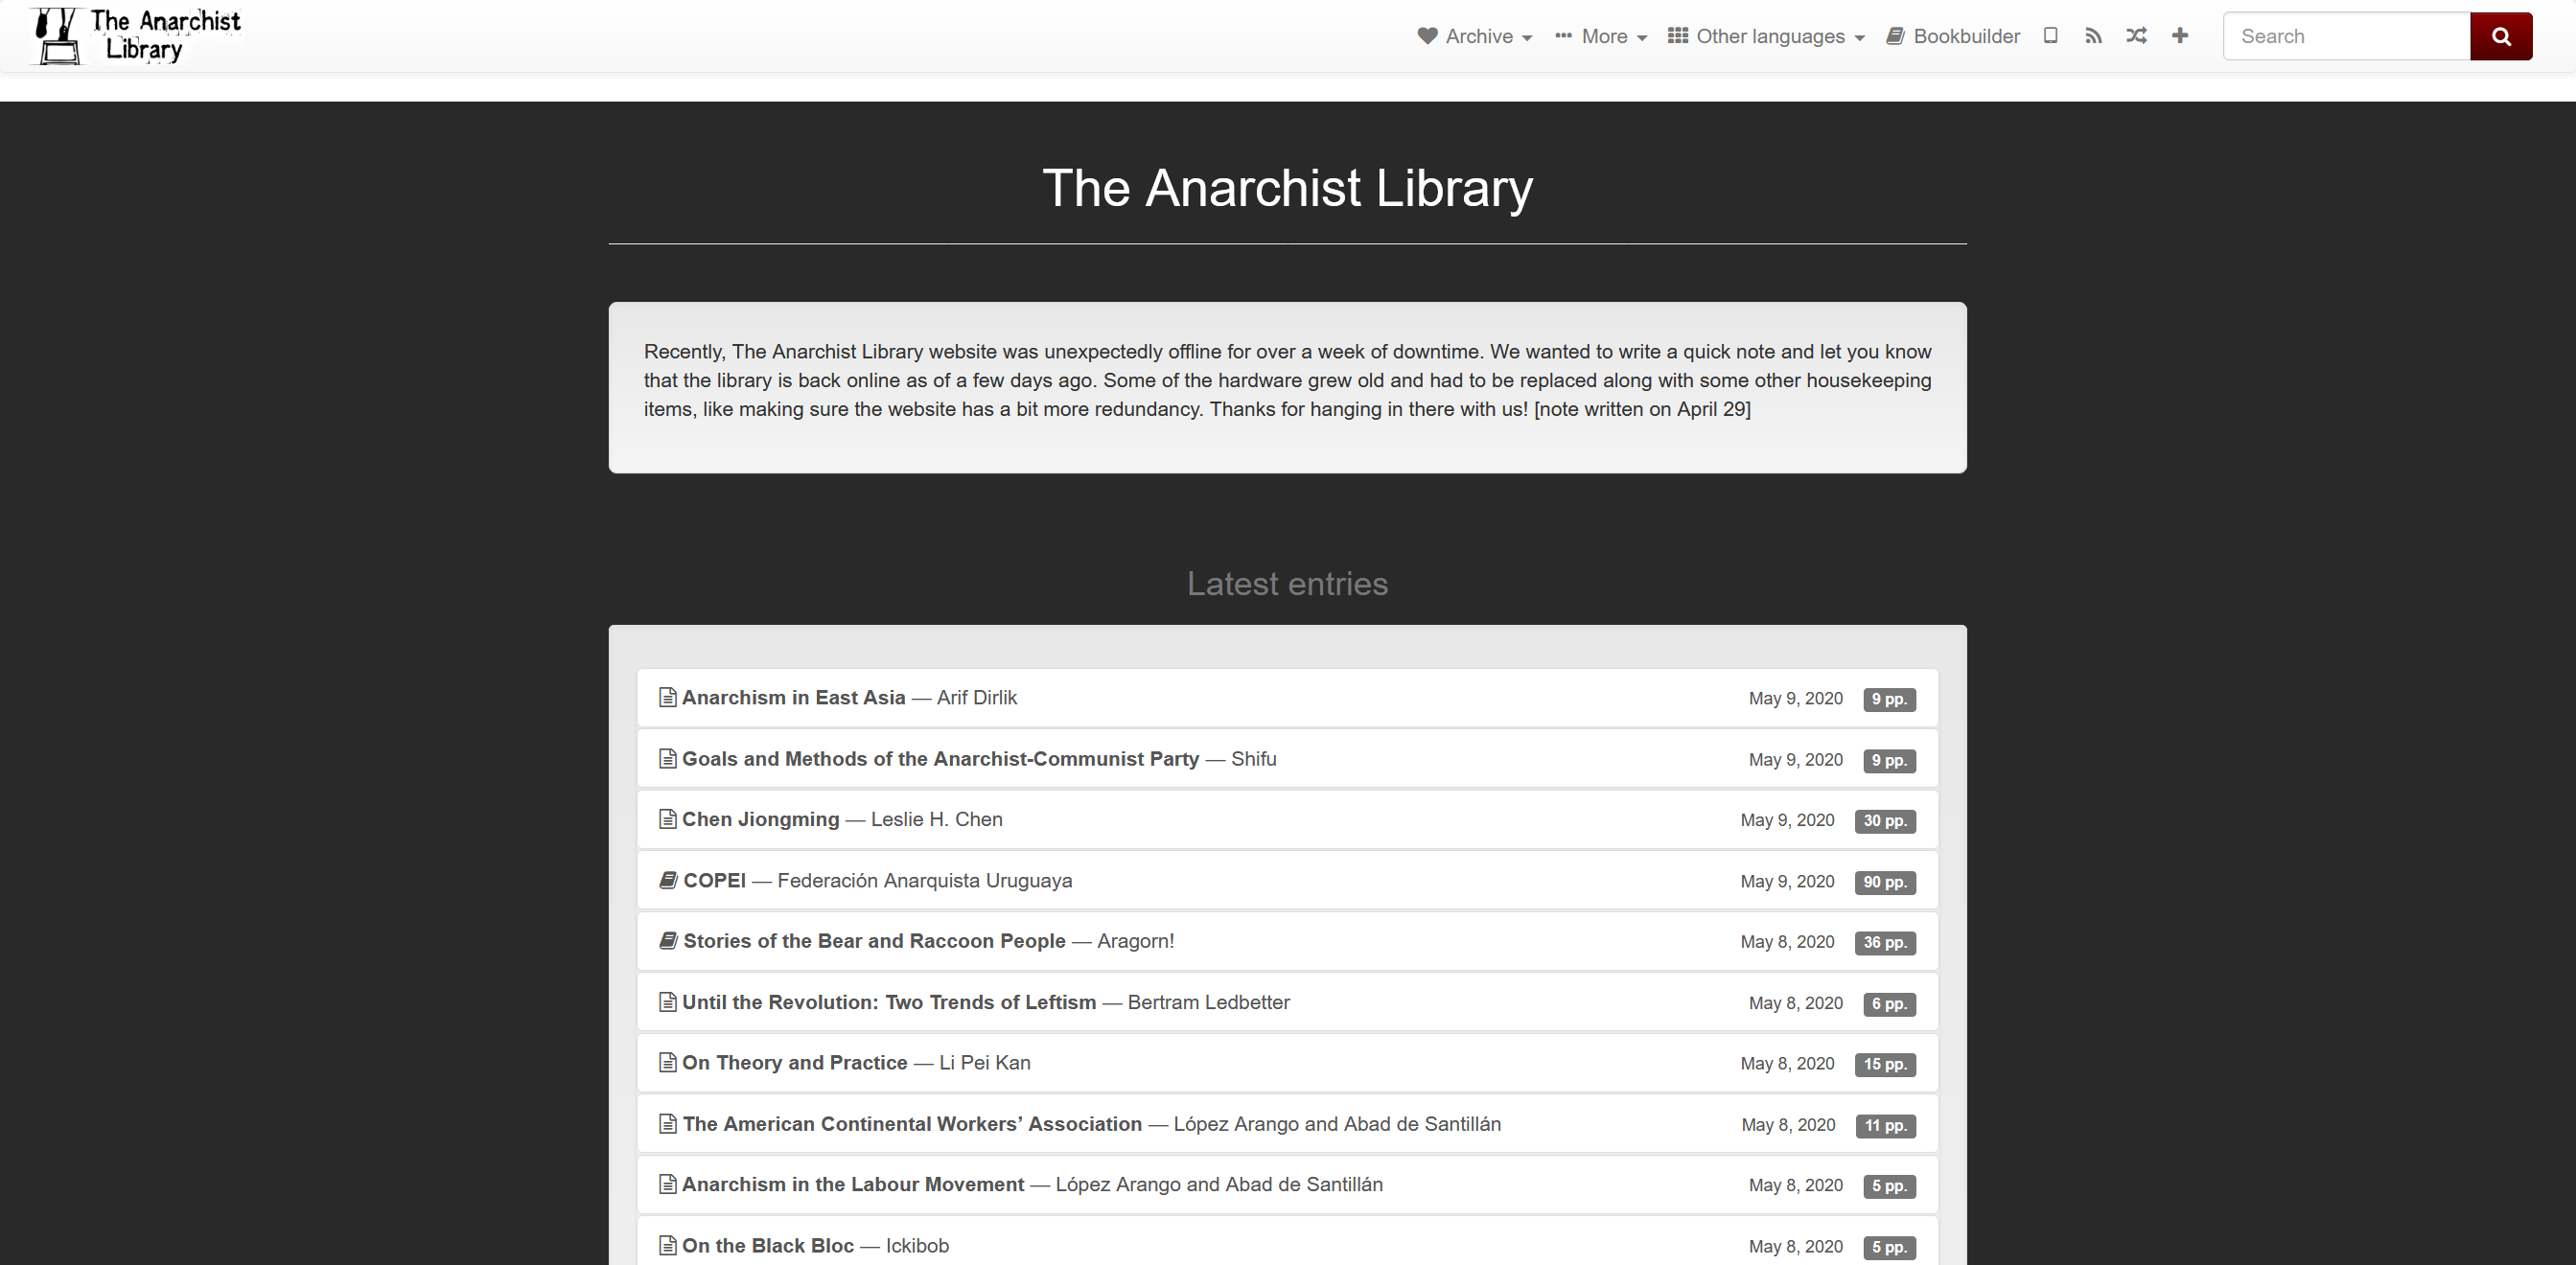 The Anarchist
Library
Archive More Other languages Bookbuilder Search
The Anarchist Library
Recently, The Anarchist Library website was unexpectedly offline for over a week of downtime. We wanted to write a quick note and let you know
that the library is back online as of a few days ago. Some of the hardware grew old and had to be replaced along with some other housekeeping
items, like making sure the website has a bit more redundancy. Thanks for hanging in there with us! [note written on April 29]
Latest entries
Anarchism in East Asia — Arif Dirlik May 9, 2020 9 pp.
Goals and Methods of the Anarchist-Communist Party — Shifu May 9, 2020 9 pp.
Chen Jiongming — Leslie H. Chen May 9, 2020 30 pp.
COPEI — Federación Anarquista Uruguaya May 9, 2020 90 pp.
Stories of the Bear and Raccoon People — Aragorn! May 8, 2020 36 pp.
Until the Revolution: Two Trends of Leftism — Bertram Ledbetter May 8, 2020 6 pp.
On Theory and Practice — Li Pei Kan May 8, 2020 15 pp.
The American Continental Workers’ Association — López Arango and Abad de Santillán May 8, 2020 11 pp.
Anarchism in the Labour Movement — López Arango and Abad de Santillán May 8, 2020 5 pp.
On the Black Bloc — Ickibob May 8, 2020 5 pp.